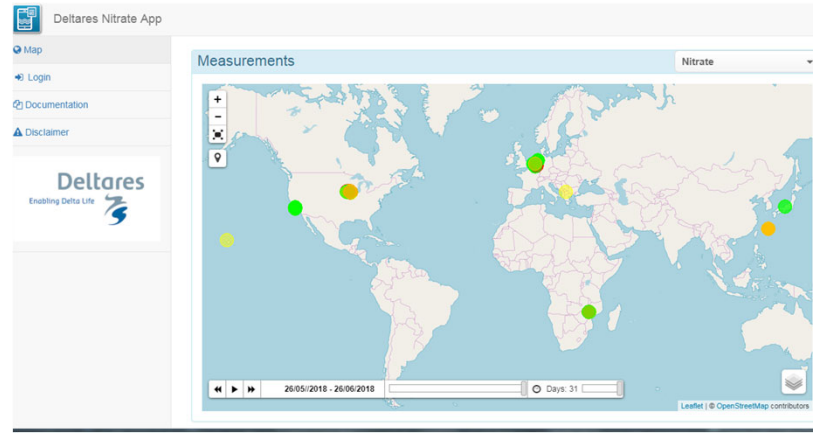 Deltares Nitrate App
Map
Login
Documentation
Disclaimer
Deltares
Enabling Delta Life
Measurements
Nitrate
+
−
26/05//2018 - 26/06/2018
Days: 31
Leaflet | © OpenStreetMap contributors